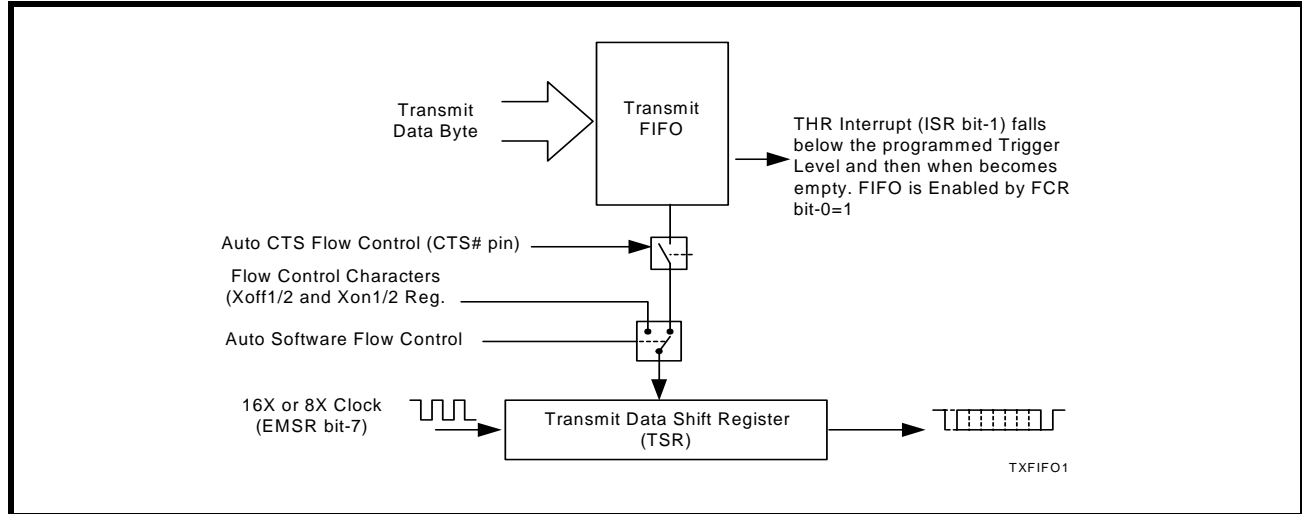 Transmit
Data Byte
Transmit
FIFO
THR Interrupt (ISR bit-1) falls
below the programmed Trigger
Level and then when becomes
empty. FIFO is Enabled by FCR
bit-0=1
Auto CTS Flow Control (CTS# pin)
Flow Control Characters
(Xoff1/2 and Xon1/2 Reg.
Auto Software Flow Control
16X or 8X Clock
(EMSR bit-7)
Transmit Data Shift Register
(TSR)
TXFIFO1